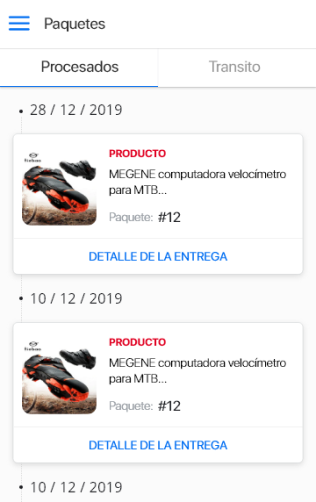 Paquetes
Procesados
Transito
28 / 12 / 2019
PRODUCTO
MEGENE computadora velocímetro
para MTB...
Paquete: #12
DETALLE DE LA ENTREGA
10 / 12 / 2019
PRODUCTO
MEGENE computadora velocímetro
para MTB...
Paquete: #12
DETALLE DE LA ENTREGA
10 / 12 / 2019